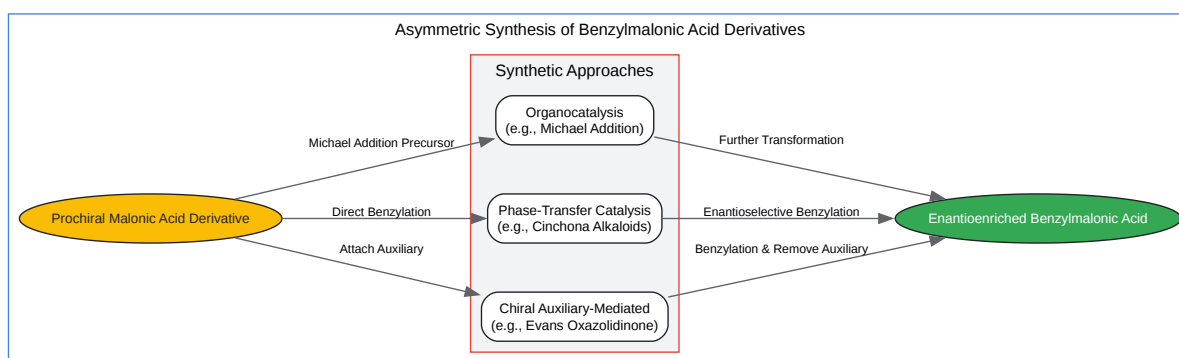 Asymmetric Synthesis of Benzylmalonic Acid Derivatives
Synthetic Approaches
Organocatalysis
(e.g., Michael Addition)
Michael Addition Precursor
Further Transformation
Prochiral Malonic Acid Derivative
Direct Benzylation
Phase-Transfer Catalysis
(e.g., Cinchona Alkaloids)
Enantioselective Benzylation
Enantioenriched Benzylmalonic Acid
Attach Auxiliary
Benzylation & Remove Auxiliary
Chiral Auxiliary-Mediated
(e.g., Evans Oxazolidinone)